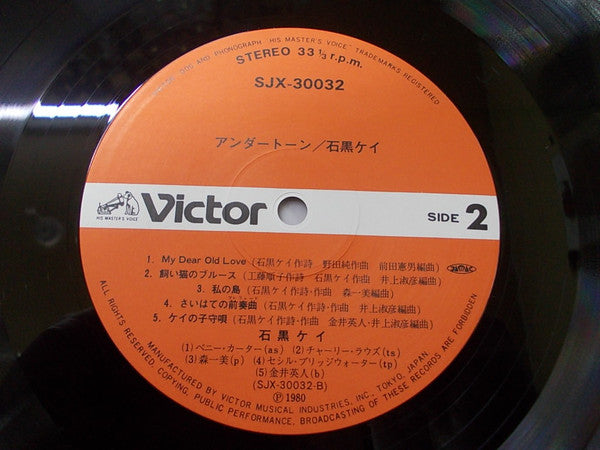 "VICTOR", DOG AND PHONOGRAPH "HIS MASTER'S VOICE" TRADEMARKS REGISTERED
STEREO 33 1/3 r.p.m.
SJX-30032
アンダートーン/石黒ケイ
HIS MASTER'S VOICE
Victor
SIDE 2
1. My Dear Old Love (石黒ケイ作詩 野田純作曲 前田憲男編曲)
2. 飼い猫のブルース (工藤順子作詩・石黒ケイ作曲 井上淑彦編曲)
3. 私の島 (石黒ケイ作詩・作曲 森一美編曲)
4. さいはての前奏曲 (石黒ケイ作詩・作曲 井上淑彦編曲)
5. ケイの子守唄 (石黒ケイ作詩・作曲 金井英人・井上淑彦編曲)
JASRAC
石黒ケイ
(1)ベニー・カーター(as) (2)チャーリー・ラウズ(ts)
(3)森一美(p) (4)セシル・ブリッジウォーター(tp)
(5)金井英人(b)
(SJX-30032-B)
Ⓟ 1980
MANUFACTURED BY VICTOR MUSICAL INDUSTRIES, INC., TOKYO, JAPAN.
ALL RIGHTS RESERVED. COPYING, PUBLIC PERFORMANCE, BROADCASTING OF THESE RECORDS ARE FORBIDDEN